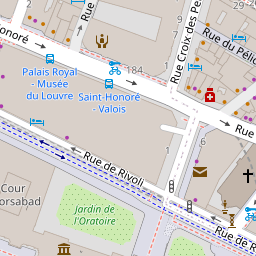 Rue
onoré
Rue Croix des Pe
Rue du Pélic
184
Palais Royal
- Musée
du Louvre
Saint-Honoré
- Valois
Rue
1
Rue de Rivoli
Cour
orsabad
Jardin de
l'Oratoire
Rue de R